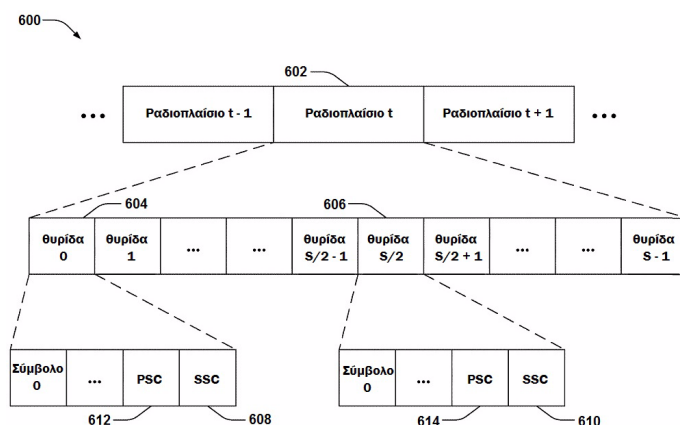 600
602
... Ραδιοπλαίσιο t - 1 Ραδιοπλαίσιο t Ραδιοπλαίσιο t + 1 ...
604 606
θυρίδα 0 θυρίδα 1 ... ... θυρίδα S/2 - 1 θυρίδα S/2 θυρίδα S/2 + 1 ... ... θυρίδα S - 1
Σύμβολο 0 ... PSC SSC Σύμβολο 0 ... PSC SSC
612 608 614 610